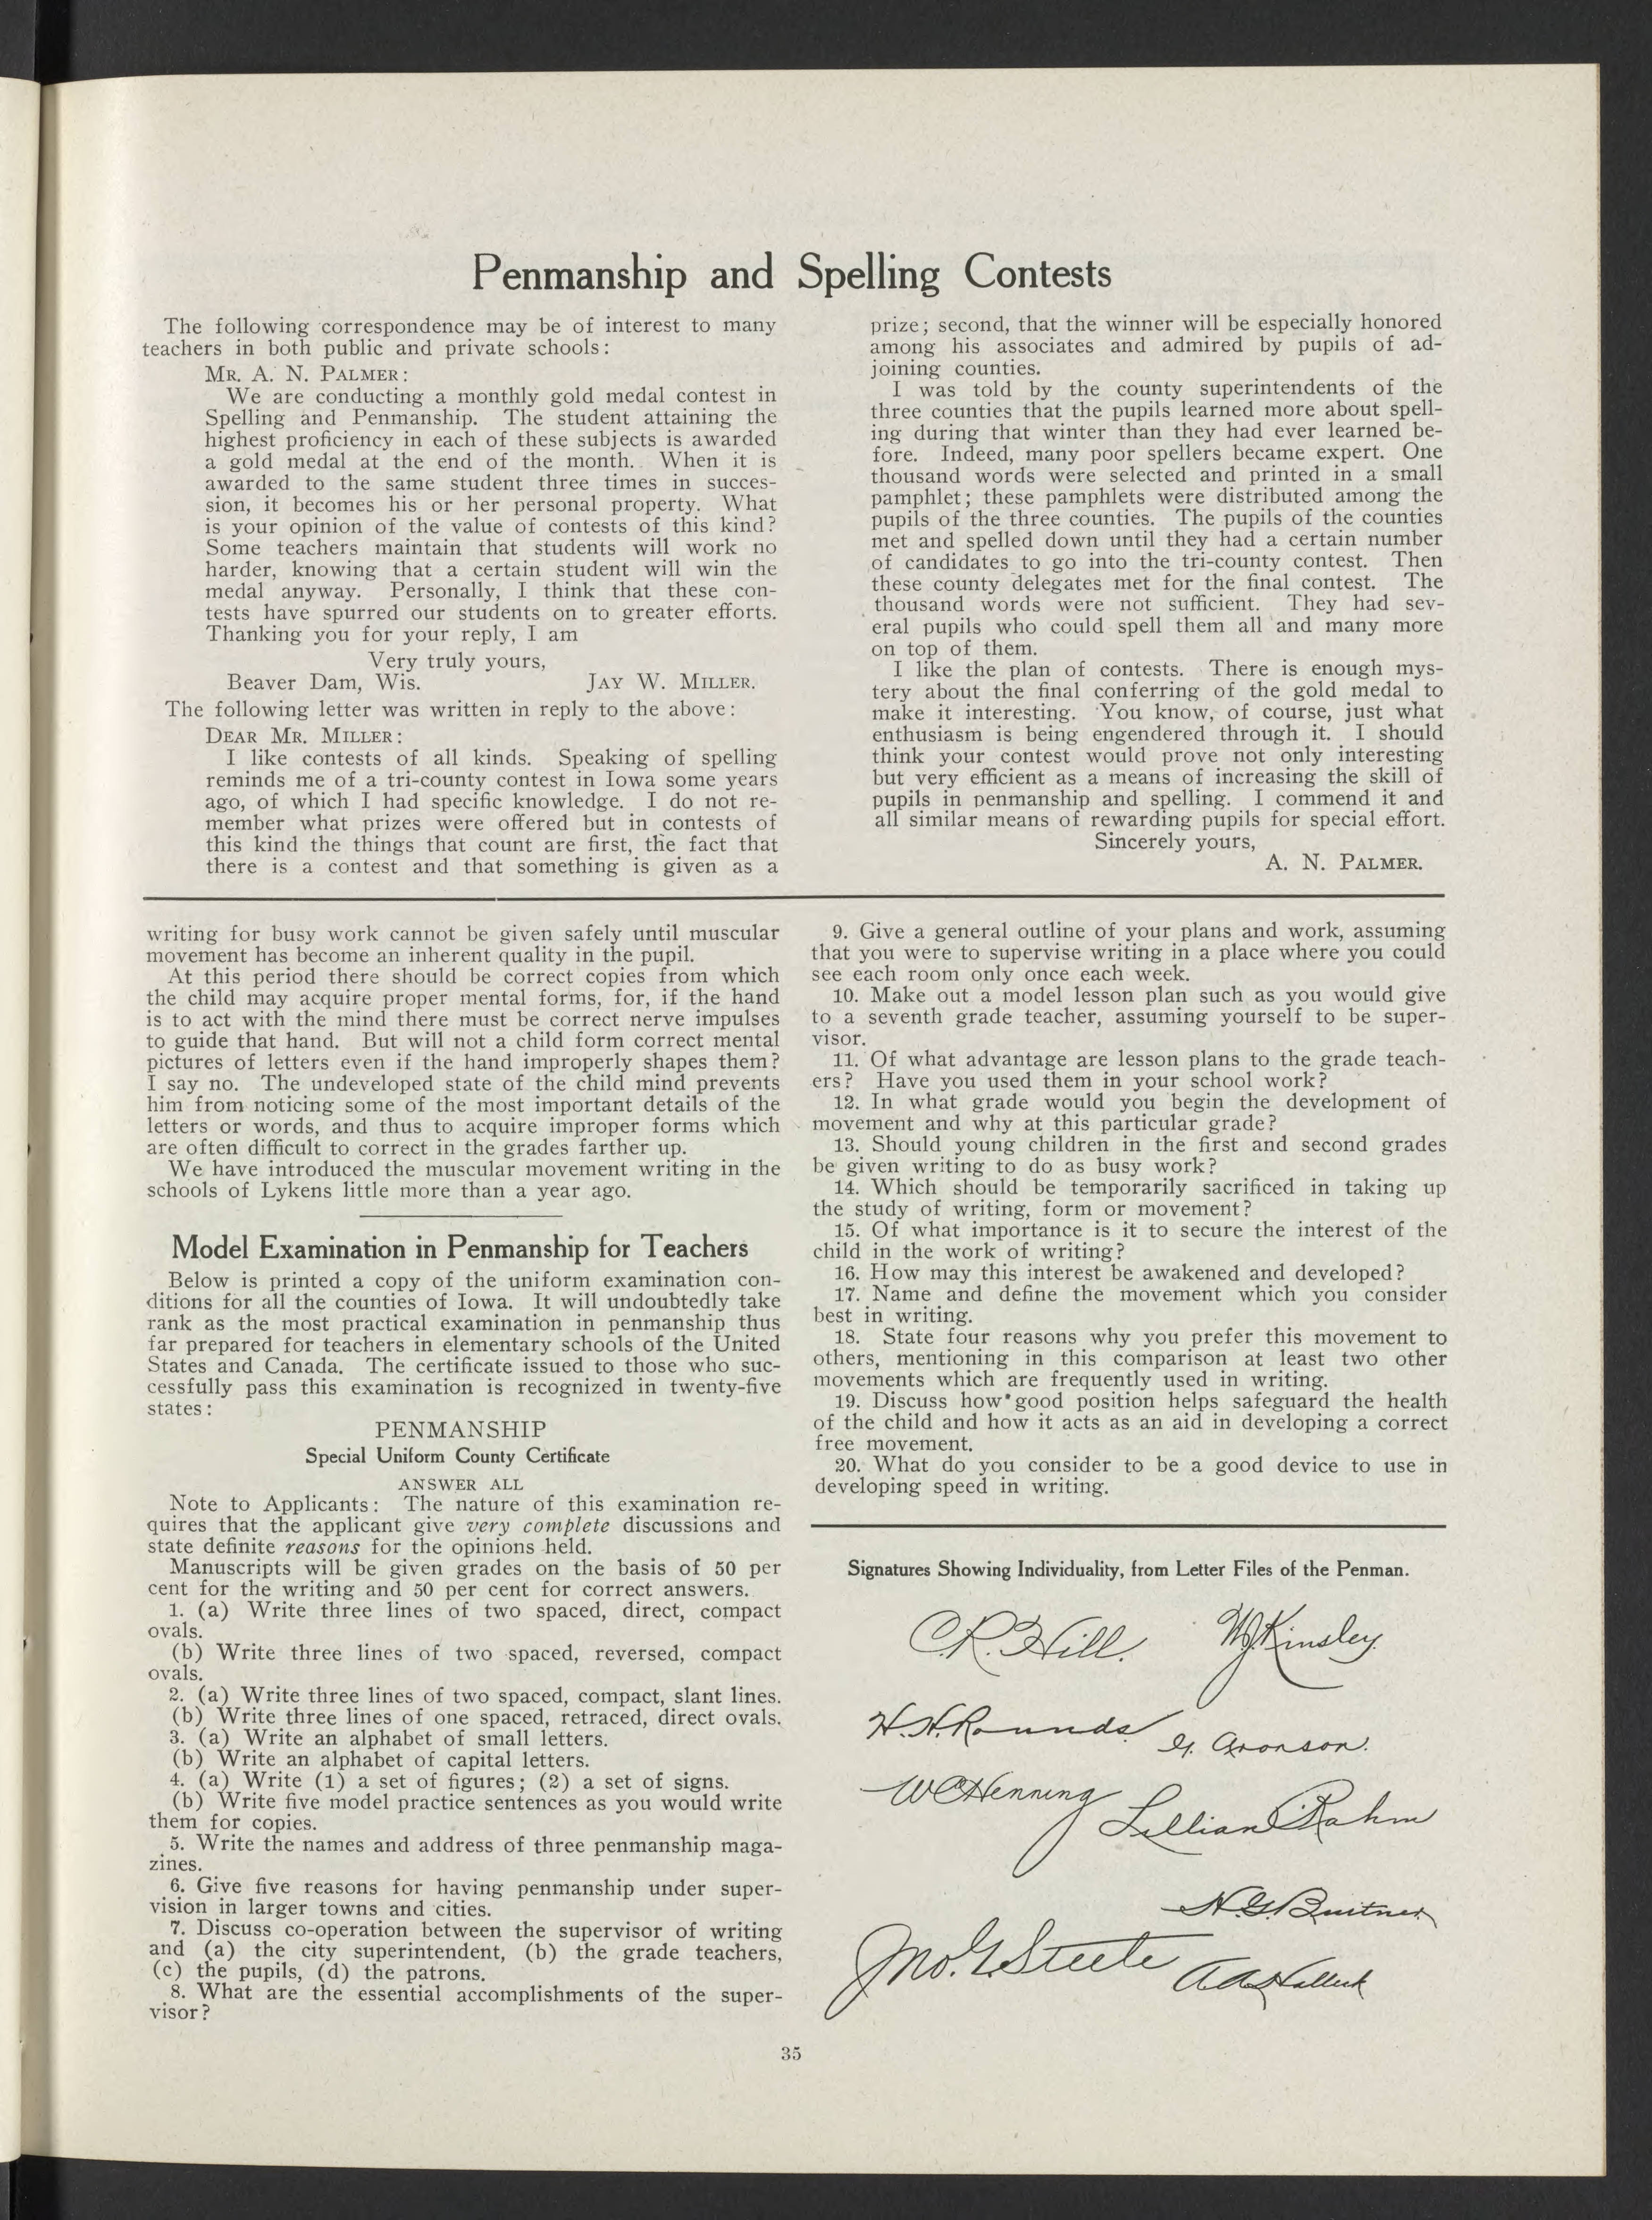 Penmanship and Spelling Contests
The following correspondence may be of interest to many
teachers in both public and private schools:
MR. A. N. PALMER:
We are conducting a monthly gold medal contest in
Spelling and Penmanship. The student attaining the
highest proficiency in each of these subjects is awarded
a gold medal at the end of the month. When it is
awarded to the same student three times in succes-
sion, it becomes his or her personal property. What
is your opinion of the value of contests of this kind?
Some teachers maintain that students will work no
harder, knowing that a certain student will win the
medal anyway. Personally, I think that these con-
tests have spurred our students on to greater efforts.
Thanking you for your reply, I am
Very truly yours,
Beaver Dam, Wis. JAY W. MILLER.
The following letter was written in reply to the above:
DEAR MR. MILLER:
I like contests of all kinds. Speaking of spelling
reminds me of a tri-county contest in Iowa some years
ago, of which I had specific knowledge. I do not re-
member what prizes were offered but in contests of
this kind the things that count are first, the fact that
there is a contest and that something is given as a
prize; second, that the winner will be especially honored
among his associates and admired by pupils of ad-
joining counties.
I was told by the county superintendents of the
three counties that the pupils learned more about spell-
ing during that winter than they had ever learned be-
fore. Indeed, many poor spellers became expert. One
thousand words were selected and printed in a small
pamphlet; these pamphlets were distributed among the
pupils of the three counties. The pupils of the counties
met and spelled down until they had a certain number
of candidates to go into the tri-county contest. Then
these county delegates met for the final contest. The
thousand words were not sufficient. They had sev-
eral pupils who could spell them all and many more
on top of them.
I like the plan of contests. There is enough mys-
tery about the final conferring of the gold medal to
make it interesting. You know, of course, just what
enthusiasm is being engendered through it. I should
think your contest would prove not only interesting
but very efficient as a means of increasing the skill of
pupils in penmanship and spelling. I commend it and
all similar means of rewarding pupils for special effort.
Sincerely yours,
A. N. PALMER.
writing for busy work cannot be given safely until muscular
movement has become an inherent quality in the pupil.
At this period there should be correct copies from which
the child may acquire proper mental forms, for, if the hand
is to act with the mind there must be correct nerve impulses
to guide that hand. But will not a child form correct mental
pictures of letters even if the hand improperly shapes them?
I say no. The undeveloped state of the child mind prevents
him from noticing some of the most important details of the
letters or words, and thus to acquire improper forms which
are often difficult to correct in the grades farther up.
We have introduced the muscular movement writing in the
schools of Lykens little more than a year ago.
Model Examination in Penmanship for Teachers
Below is printed a copy of the uniform examination con-
ditions for all the counties of Iowa. It will undoubtedly take
rank as the most practical examination in penmanship thus
far prepared for teachers in elementary schools of the United
States and Canada. The certificate issued to those who suc-
cessfully pass this examination is recognized in twenty-five
states:
PENMANSHIP
Special Uniform County Certificate
ANSWER ALL
Note to Applicants: The nature of this examination re-
quires that the applicant give very complete discussions and
state definite reasons for the opinions held.
Manuscripts will be given grades on the basis of 50 per
cent for the writing and 50 per cent for correct answers.
1. (a) Write three lines of two spaced, direct, compact
ovals.
(b) Write three lines of two spaced, reversed, compact
ovals.
2. (a) Write three lines of two spaced, compact, slant lines.
(b) Write three lines of one spaced, retraced, direct ovals.
3. (a) Write an alphabet of small letters.
(b) Write an alphabet of capital letters.
4. (a) Write (1) a set of figures; (2) a set of signs.
(b) Write five model practice sentences as you would write
them for copies.
5. Write the names and address of three penmanship maga-
zines.
6. Give five reasons for having penmanship under super-
vision in larger towns and cities.
7. Discuss co-operation between the supervisor of writing
and (a) the city superintendent, (b) the grade teachers,
(c) the pupils, (d) the patrons.
8. What are the essential accomplishments of the super-
visor?
9. Give a general outline of your plans and work, assuming
that you were to supervise writing in a place where you could
see each room only once each week.
10. Make out a model lesson plan such as you would give
to a seventh grade teacher, assuming yourself to be super-
visor.
11. Of what advantage are lesson plans to the grade teach-
ers? Have you used them in your school work?
12. In what grade would you begin the development of
movement and why at this particular grade?
13. Should young children in the first and second grades
be given writing to do as busy work?
14. Which should be temporarily sacrificed in taking up
the study of writing, form or movement?
15. Of what importance is it to secure the interest of the
child in the work of writing?
16. How may this interest be awakened and developed?
17. Name and define the movement which you consider
best in writing.
18. State four reasons why you prefer this movement to
others, mentioning in this comparison at least two other
movements which are frequently used in writing.
19. Discuss how good position helps safeguard the health
of the child and how it acts as an aid in developing a correct
free movement.
20. What do you consider to be a good device to use in
developing speed in writing.
Signatures Showing Individuality, from Letter Files of the Penman.
C.R. Hill. W.J. Kinsley.
H.H. Rounds. G. Aronson.
W C Henning Lillian Rahm
Jno. G. Steele
35